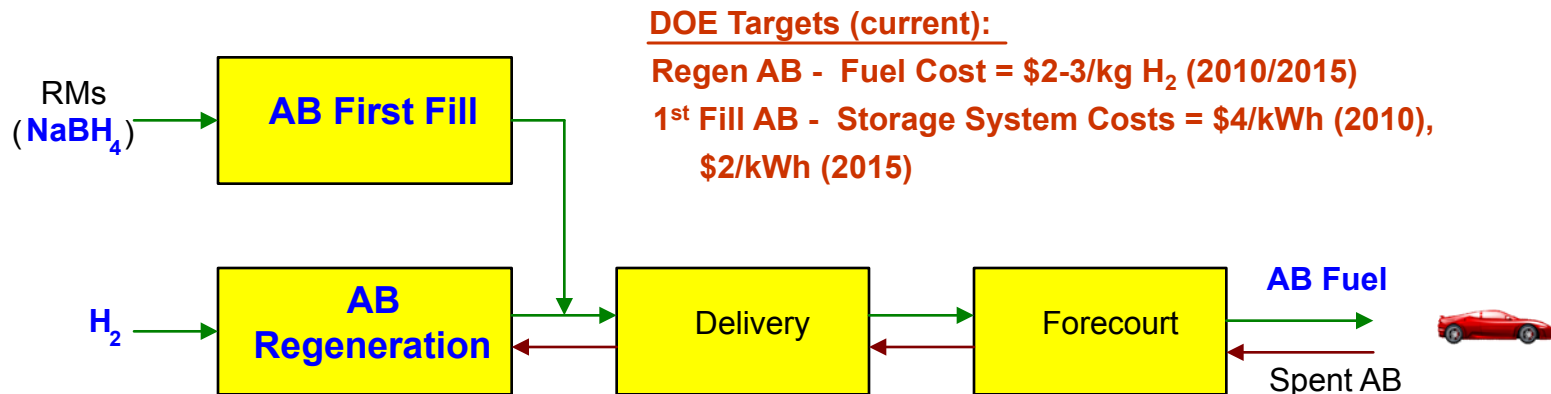 DOE Targets (current):
Regen AB - Fuel Cost = $2-3/kg H₂ (2010/2015)
1ˢᵗ Fill AB - Storage System Costs = $4/kWh (2010),
$2/kWh (2015)
RMs
(NaBH₄)
AB First Fill
H₂
AB
Regeneration
Delivery
Forecourt
AB Fuel
Spent AB